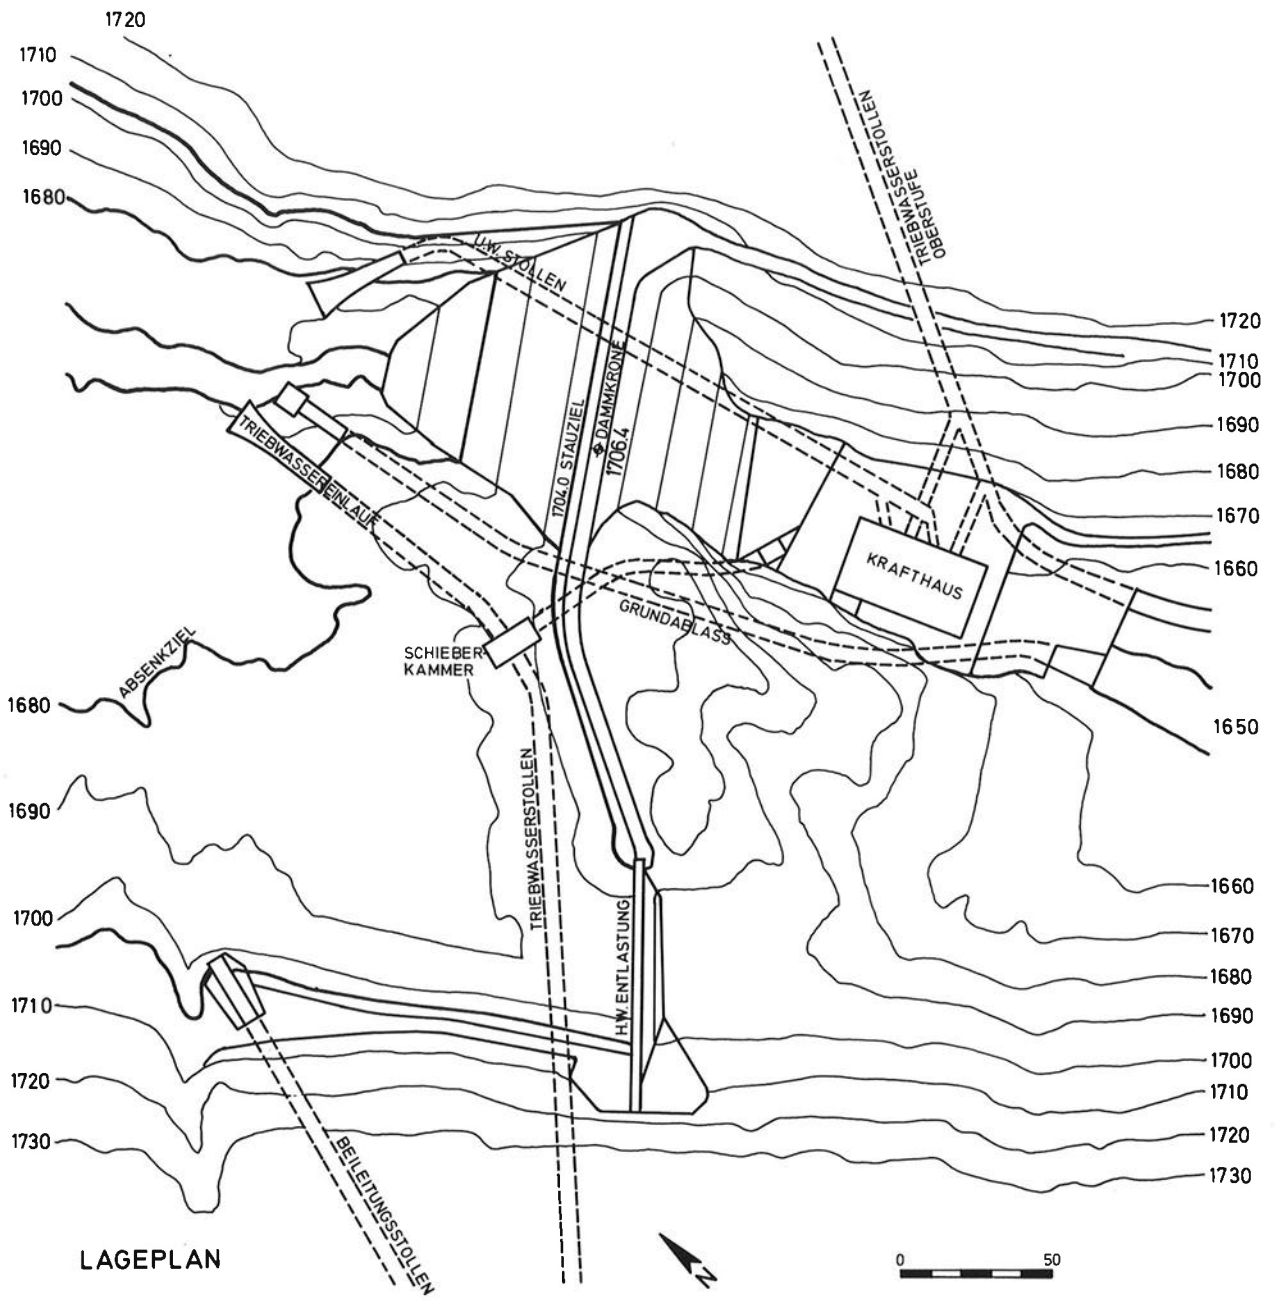 1720
1710
1700
1690
1680
TRIEBWASSERSTOLLEN
OBERSTUFE
U.W. STOLLEN
1720
1710
1700
1690
1680
1670
1660
1704.0 STAUZIEL
DAMMKRONE
1706.4
TRIEBWASSEREINLAUF
KRAFTHAUS
GRUNDABLASS
SCHIEBER-
KAMMER
ABSENKZIEL
1680
1650
1690
TRIEBWASSERSTOLLEN
1700
H.W. ENTLASTUNG
1660
1670
1680
1690
1710
1700
1720
1710
1730
1720
1730
BEILEITUNGSSTOLLEN
LAGEPLAN
N
0 50